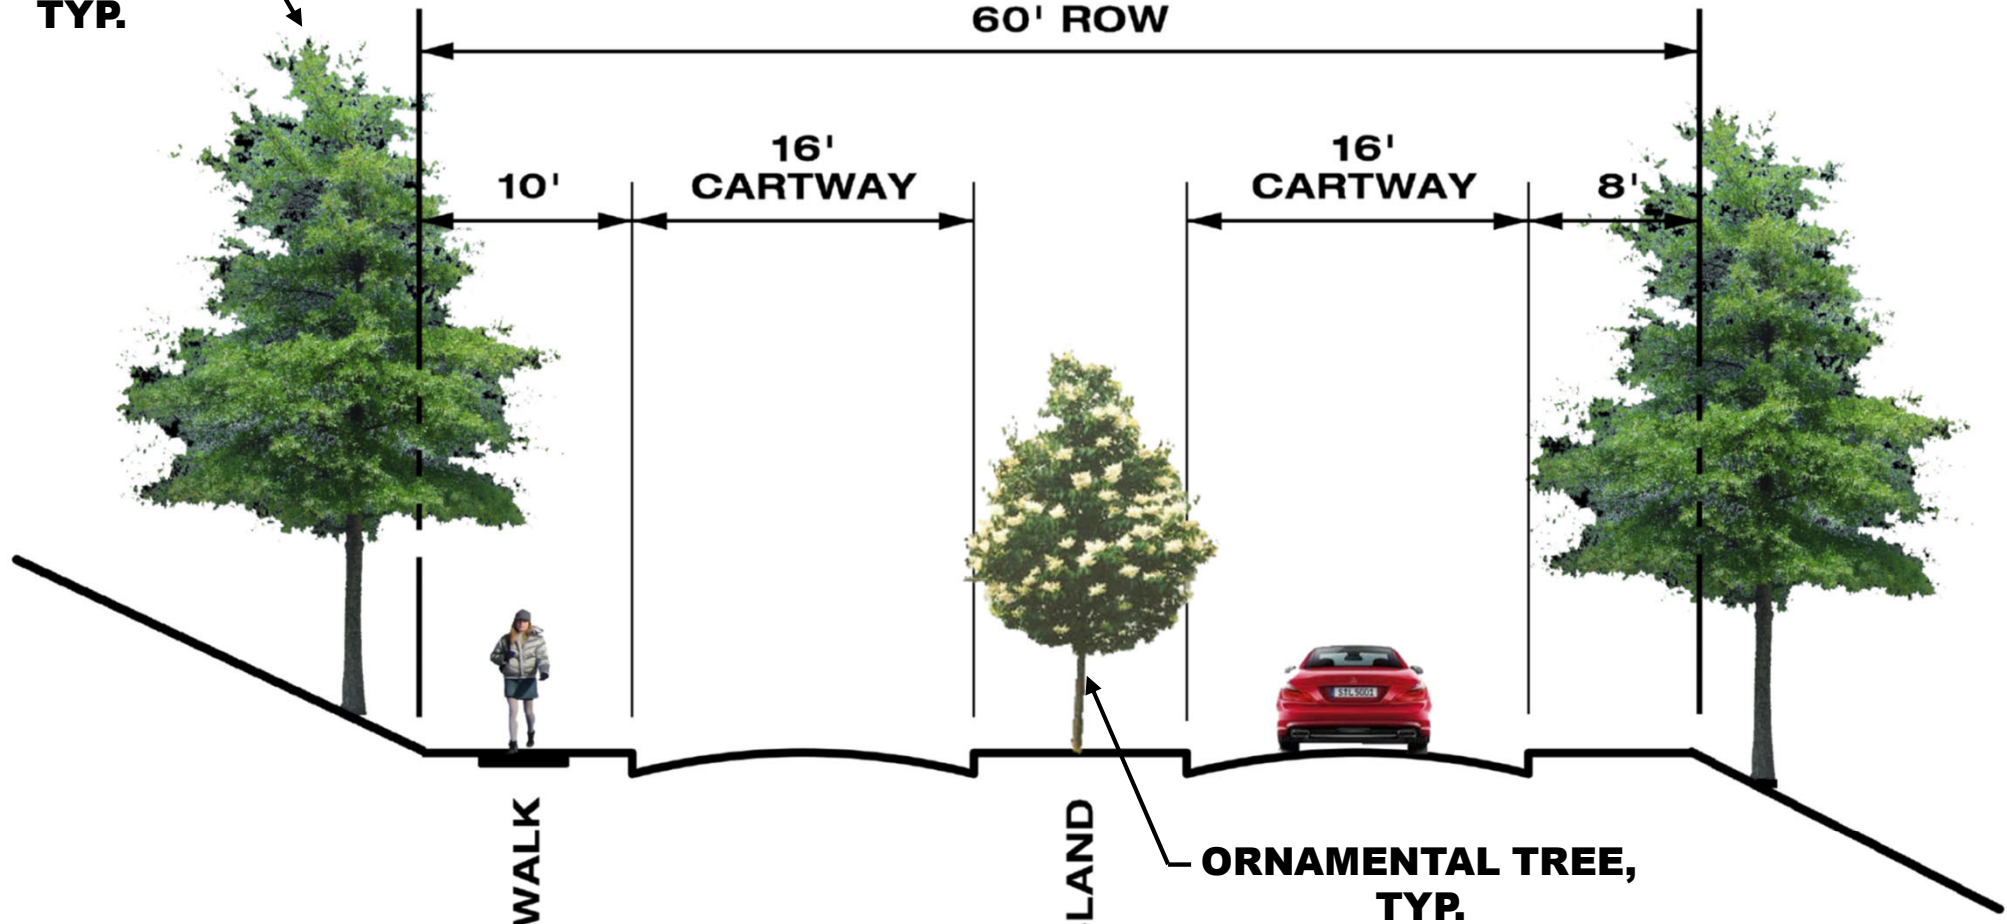 TYP.
60' ROW
10'
16'
CARTWAY
16'
CARTWAY
8'
WALK
LAND
ORNAMENTAL TREE,
TYP.